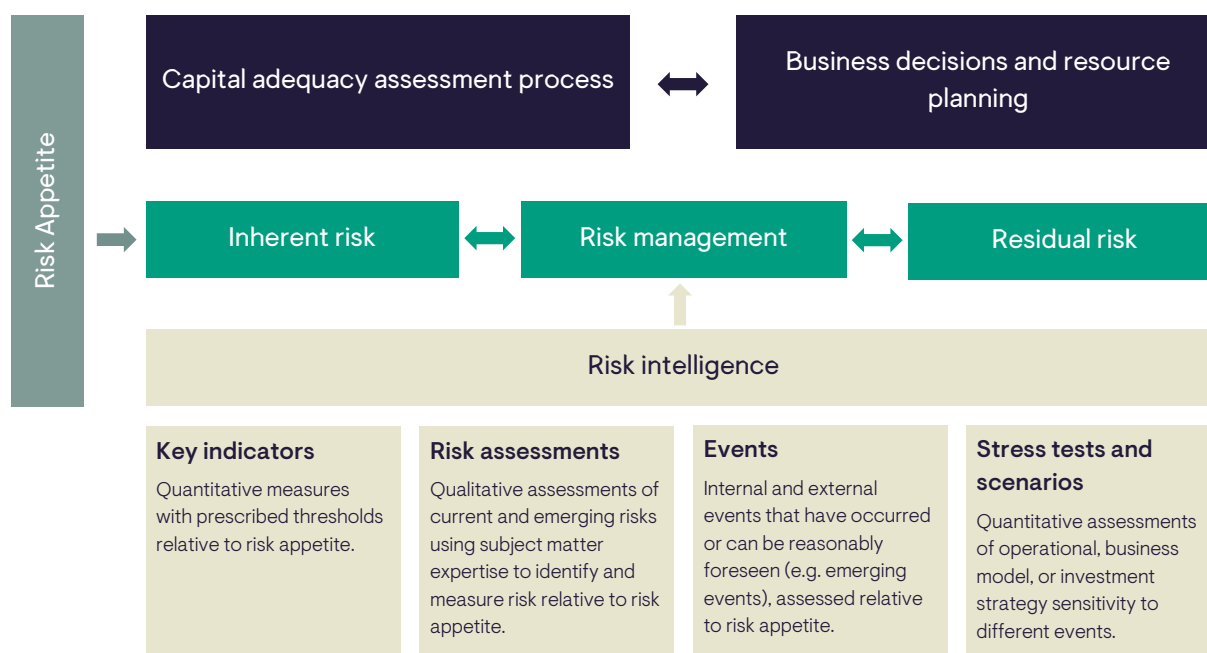 Risk Appetite
Capital adequacy assessment process
Business decisions and resource
planning
Inherent risk
Risk management
Residual risk
Risk intelligence
Key indicators
Quantitative measures
with prescribed thresholds
relative to risk appetite.
Risk assessments
Qualitative assessments of
current and emerging risks
using subject matter
expertise to identify and
measure risk relative to risk
appetite.
Events
Internal and external
events that have occurred
or can be reasonably
foreseen (e.g. emerging
events), assessed relative
to risk appetite.
Stress tests and
scenarios
Quantitative assessments
of operational, business
model, or investment
strategy sensitivity to
different events.